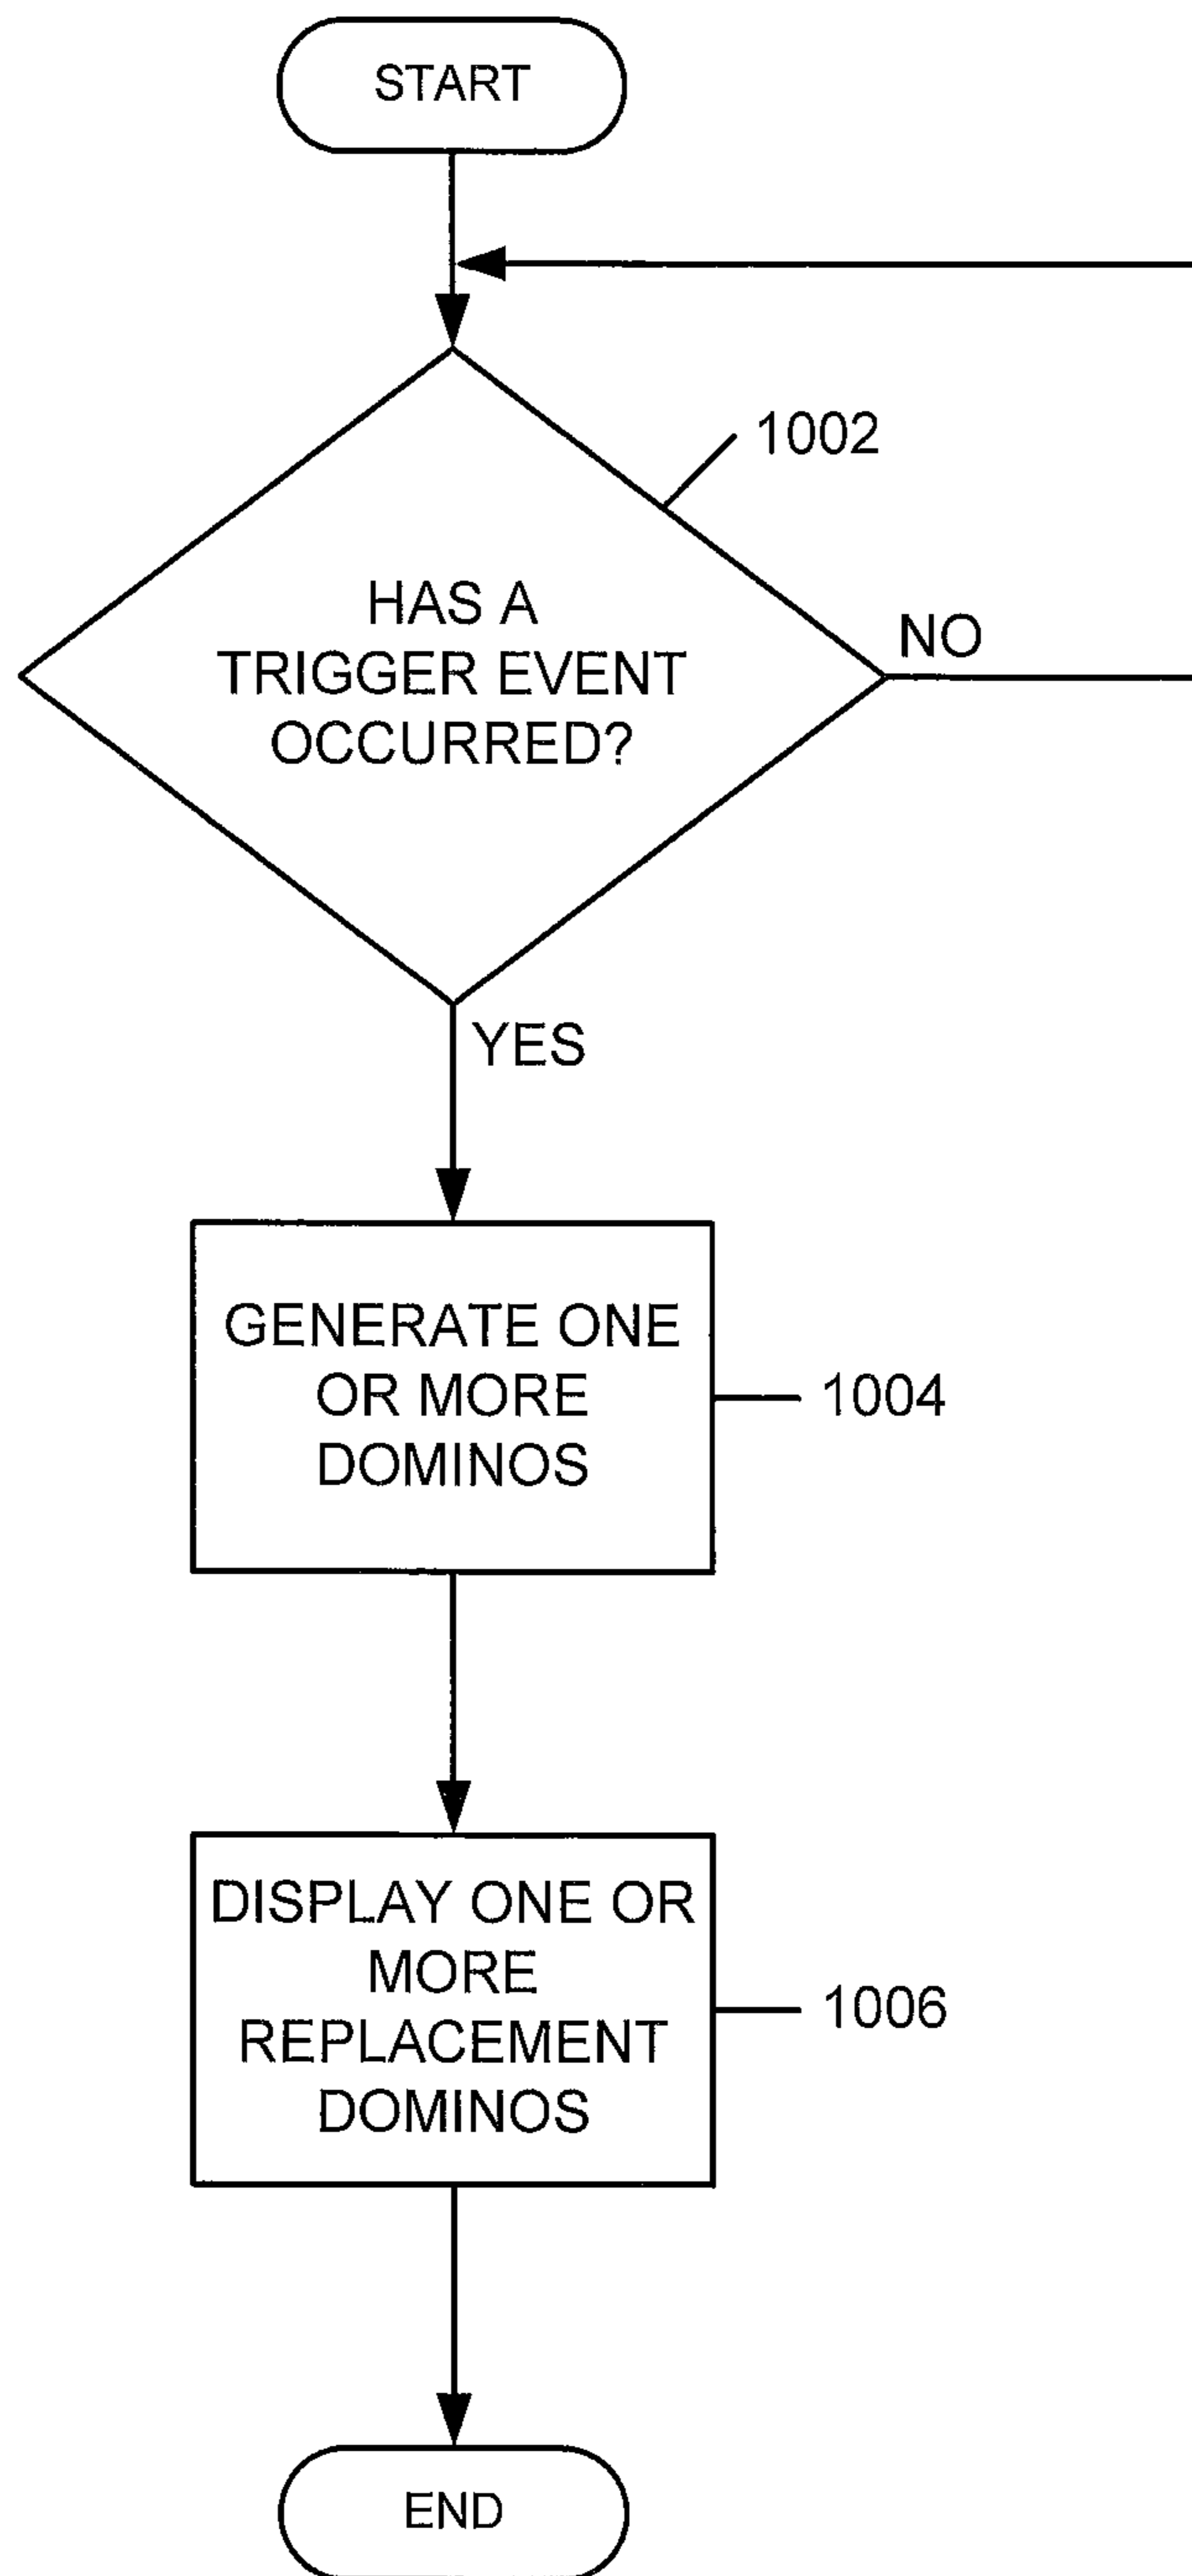 START
1002
HAS A
TRIGGER EVENT
OCCURRED?
NO
YES
GENERATE ONE
OR MORE
DOMINOS
1004
DISPLAY ONE OR
MORE
REPLACEMENT
DOMINOS
1006
END